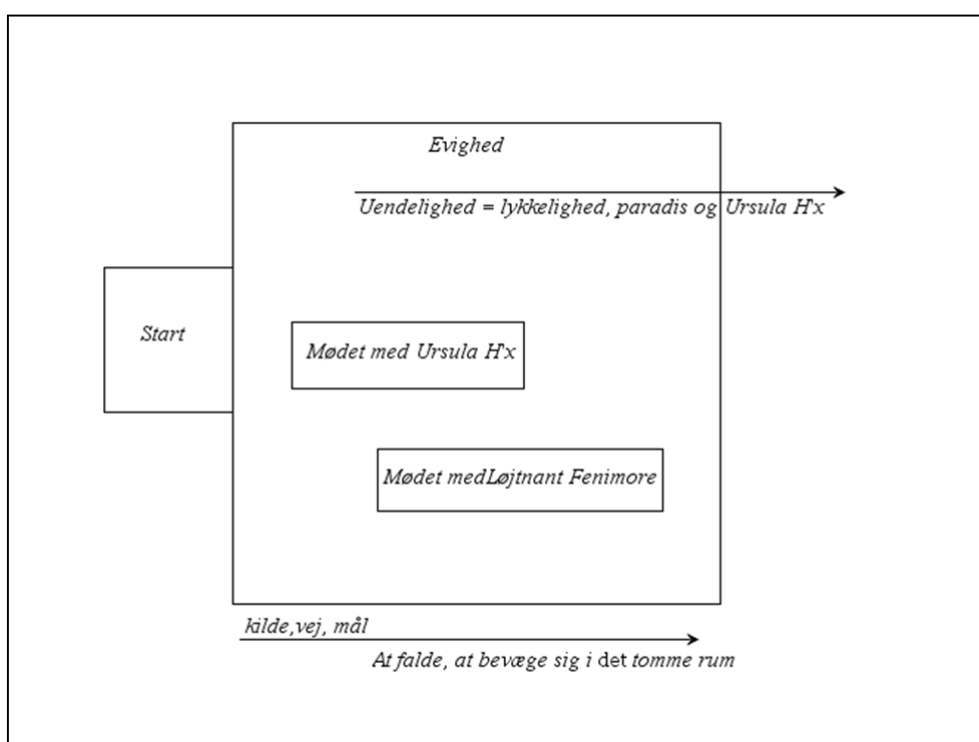 Evighed
Uendelighed = lykkelighed, paradis og Ursula H'x
Start
Mødet med Ursula H'x
Mødet medLøjtnant Fenimore
kilde,vej, mål
At falde, at bevæge sig i det tomme rum